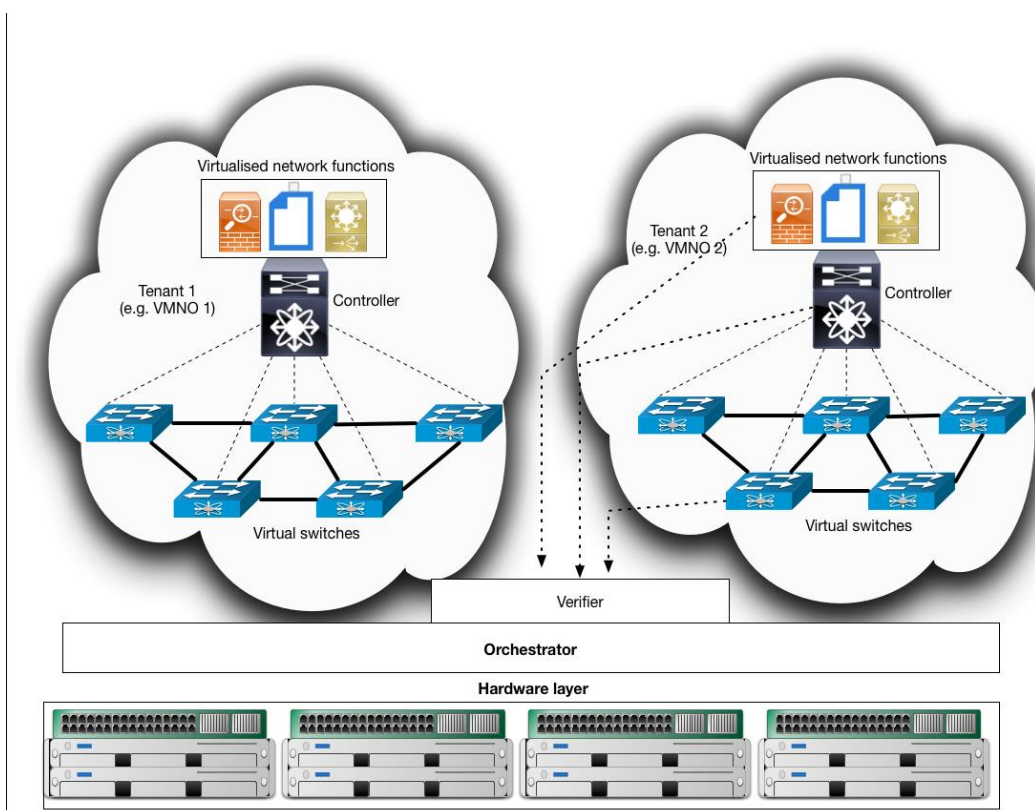 Virtualised network functions
Tenant 1
(e.g. VMNO 1)
Controller
Virtual switches
Virtualised network functions
Tenant 2
(e.g. VMNO 2)
Controller
Virtual switches
Verifier
Orchestrator
Hardware layer